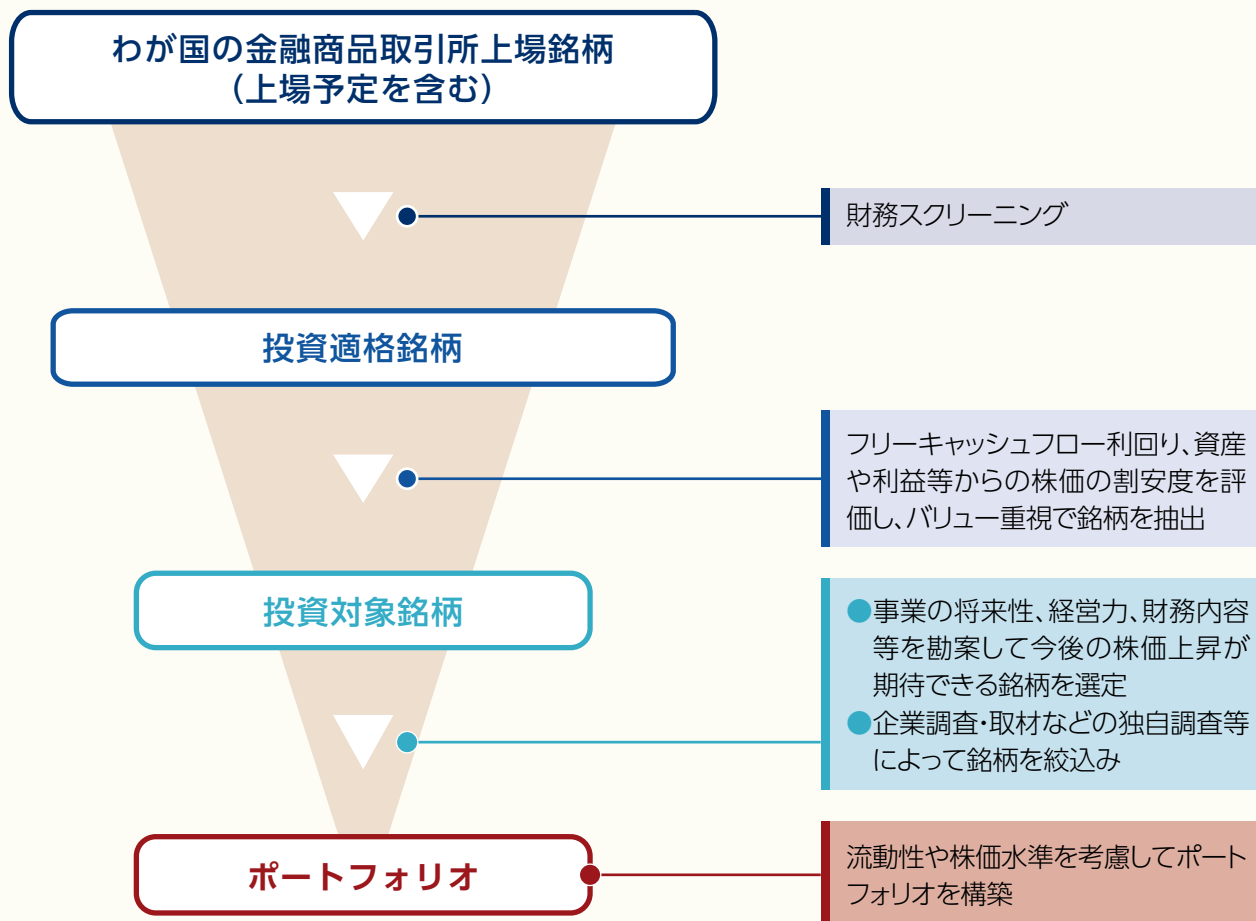 わが国の金融商品取引所上場銘柄
(上場予定を含む)
財務スクリーニング
投資適格銘柄
フリーキャッシュフロー利回り、資産
や利益等からの株価の割安度を評
価し、バリュー重視で銘柄を抽出
投資対象銘柄
●事業の将来性、経営力、財務内容
等を勘案して今後の株価上昇が
期待できる銘柄を選定
●企業調査・取材などの独自調査等
によって銘柄を絞込み
ポートフォリオ
流動性や株価水準を考慮してポート
フォリオを構築